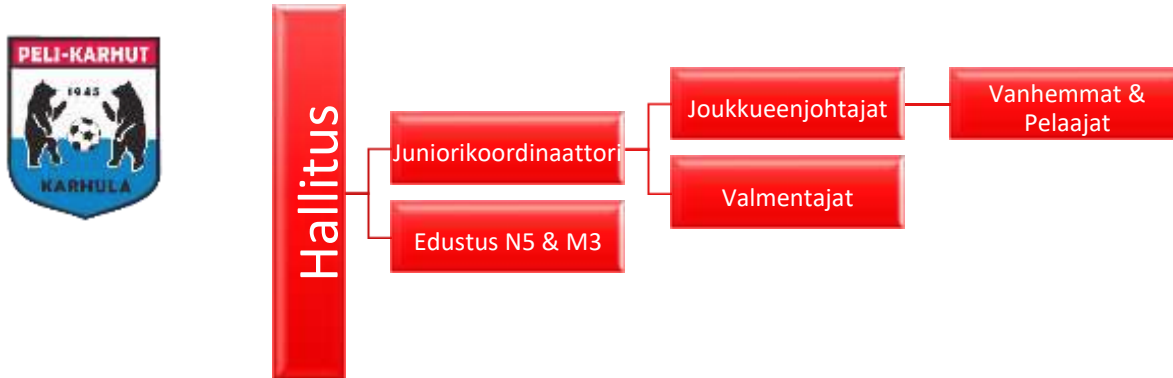 PELI-KARHUT
1945
KARHULA
Hallitus
Juniorikoordinaattori
Edustus N5 & M3
Joukkueenjohtajat
Valmentajat
Vanhemmat &
Pelaajat